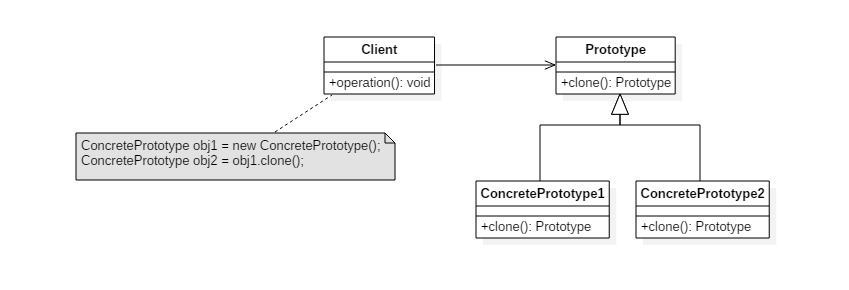 Client
+operation(): void
Prototype
+clone(): Prototype
ConcretePrototype obj1 = new ConcretePrototype();
ConcretePrototype obj2 = obj1.clone();
ConcretePrototype1
+clone(): Prototype
ConcretePrototype2
+clone(): Prototype